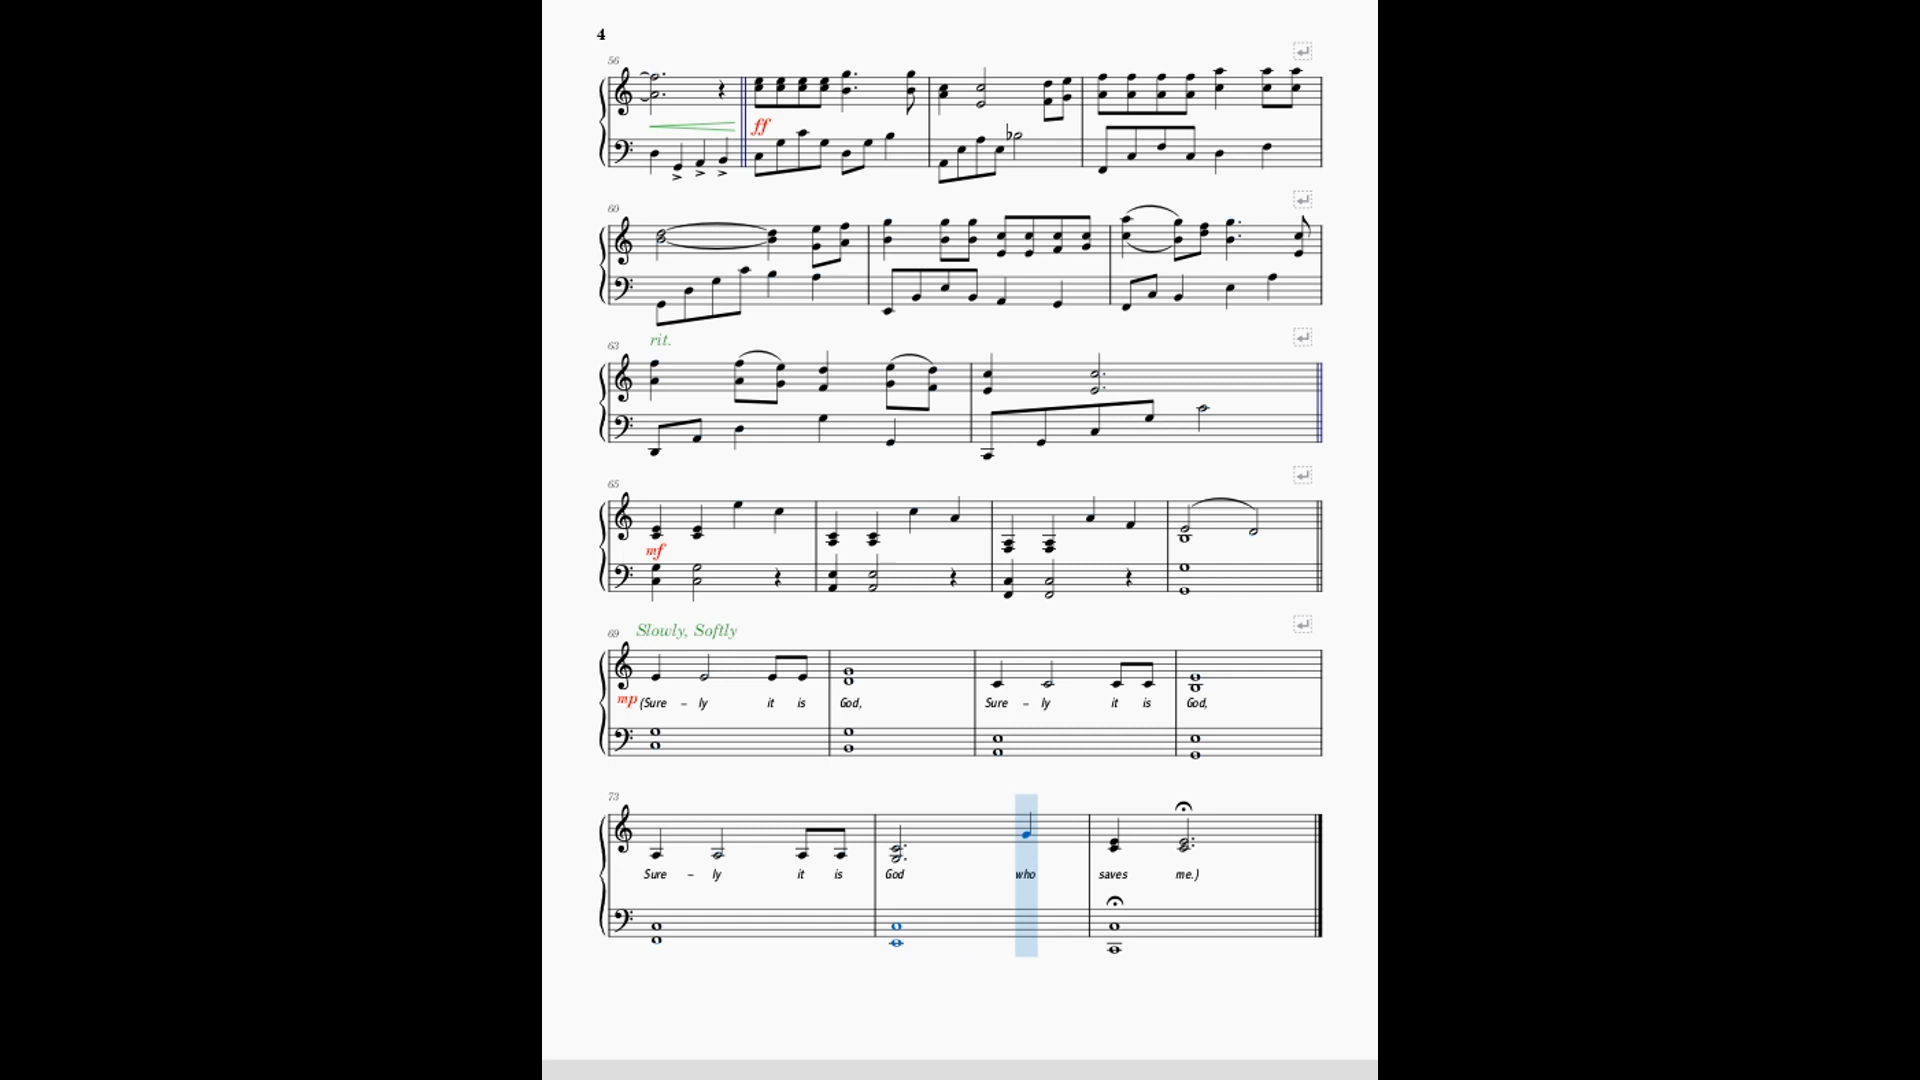 4
56
ff
60
63
rit.
65
mf
69
Slowly, Softly
mp (Sure - ly it is God, Sure - ly it is God,
73
Sure - ly it is God who saves me.)